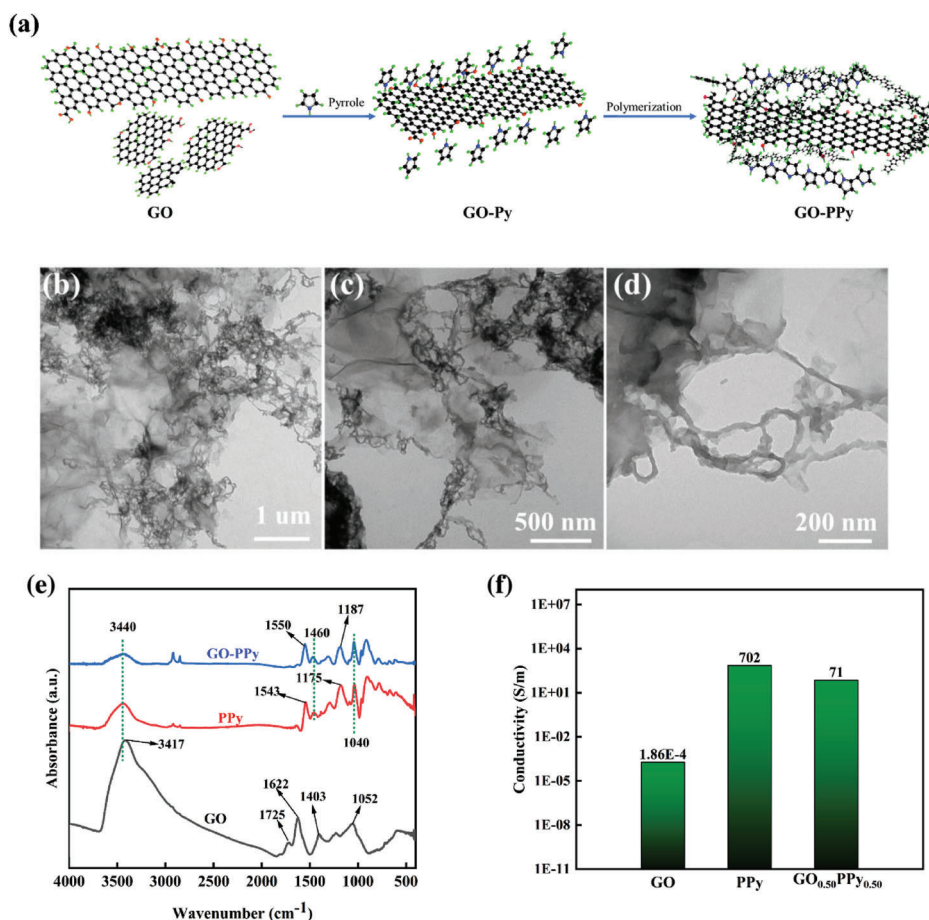 (a)
Pyrrole
Polymerization
GO
GO-Py
GO-PPy
(b)
(c)
(d)
1 um
500 nm
200 nm
(e)
(f)
Absorbance (a.u.)
3440
1550
1460
1187
GO-PPy
1543
1175
PPy
1040
3417
GO
1725
1622
1403
1052
4000 3500 3000 2500 2000 1500 1000 500
Wavenumber (cm-1)
Conductivity (S/m)
1E+07
1E+04
1E+01
1E-02
1E-05
1E-08
1E-11
1.86E-4
702
71
GO
PPy
GO0.50PPy0.50